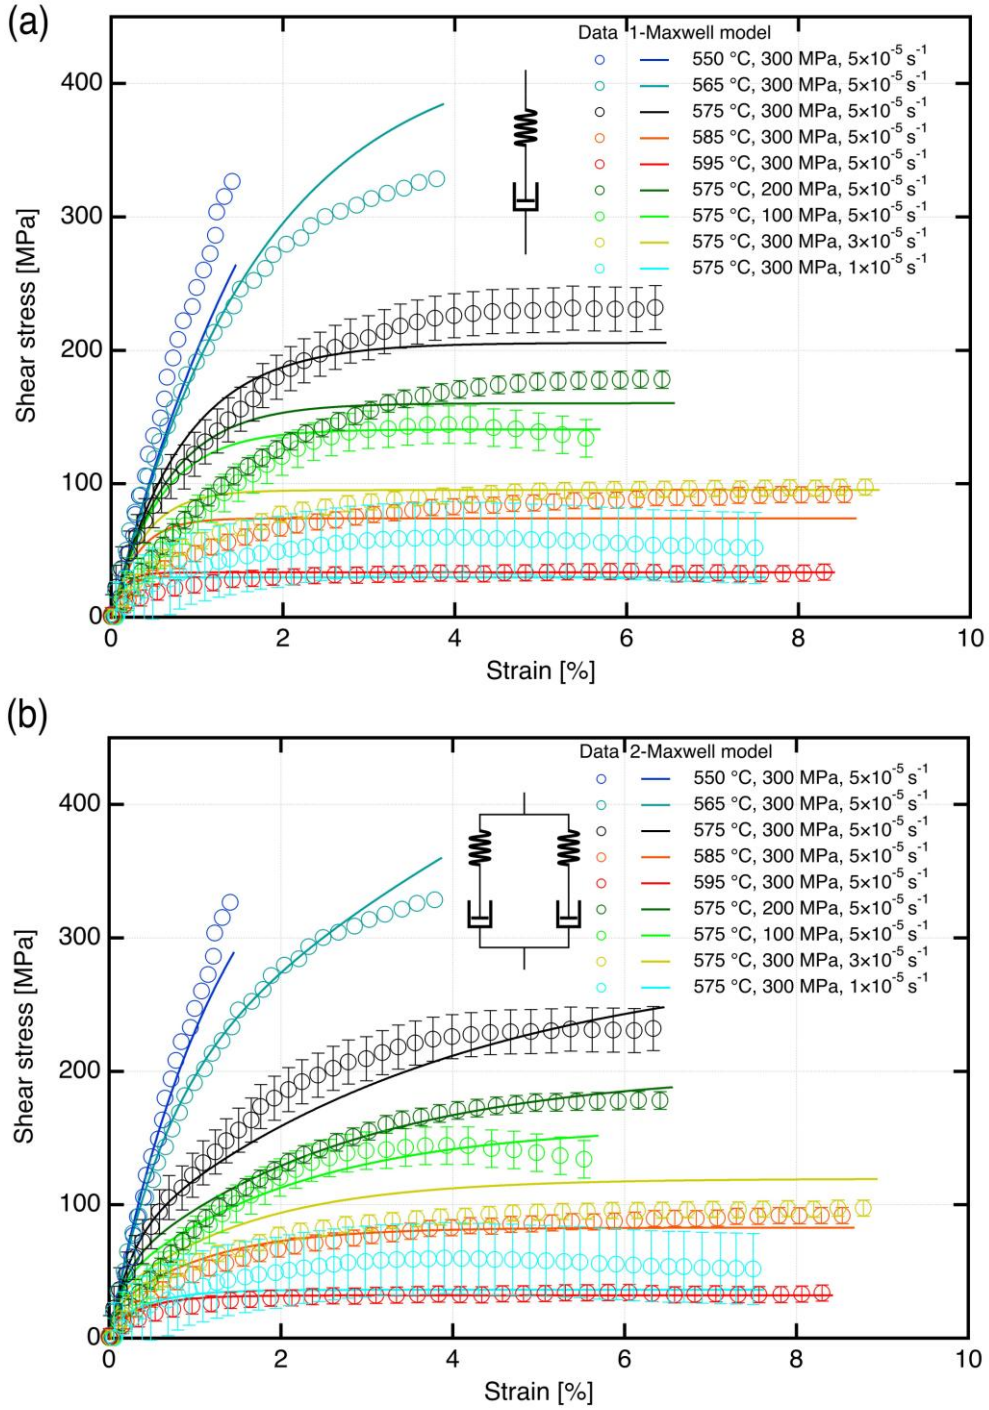 (a)
Data 1-Maxwell model
550 °C, 300 MPa, 5×10⁻⁵ s⁻¹
565 °C, 300 MPa, 5×10⁻⁵ s⁻¹
575 °C, 300 MPa, 5×10⁻⁵ s⁻¹
585 °C, 300 MPa, 5×10⁻⁵ s⁻¹
595 °C, 300 MPa, 5×10⁻⁵ s⁻¹
575 °C, 200 MPa, 5×10⁻⁵ s⁻¹
575 °C, 100 MPa, 5×10⁻⁵ s⁻¹
575 °C, 300 MPa, 3×10⁻⁵ s⁻¹
575 °C, 300 MPa, 1×10⁻⁵ s⁻¹
400
300
200
100
0
Shear stress [MPa]
0 2 4 6 8 10
Strain [%]
(b)
Data 2-Maxwell model
550 °C, 300 MPa, 5×10⁻⁵ s⁻¹
565 °C, 300 MPa, 5×10⁻⁵ s⁻¹
575 °C, 300 MPa, 5×10⁻⁵ s⁻¹
585 °C, 300 MPa, 5×10⁻⁵ s⁻¹
595 °C, 300 MPa, 5×10⁻⁵ s⁻¹
575 °C, 200 MPa, 5×10⁻⁵ s⁻¹
575 °C, 100 MPa, 5×10⁻⁵ s⁻¹
575 °C, 300 MPa, 3×10⁻⁵ s⁻¹
575 °C, 300 MPa, 1×10⁻⁵ s⁻¹
400
300
200
100
0
Shear stress [MPa]
0 2 4 6 8 10
Strain [%]